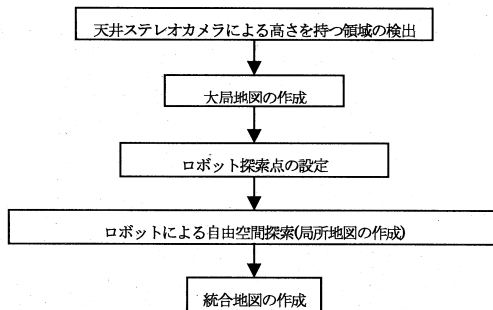 天井ステレオカメラによる高さを持つ領域の検出
大局地図の作成
ロボット探索点の設定
ロボットによる自由空間探索(局所地図の作成)
統合地図の作成